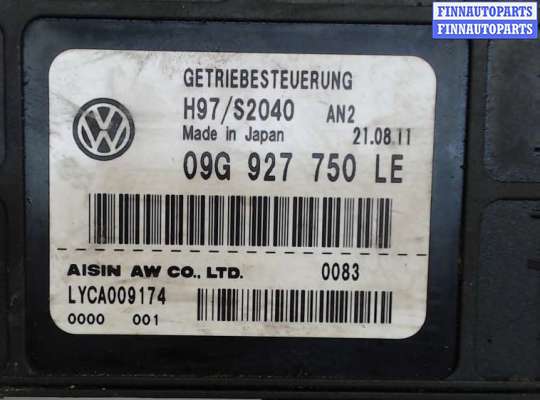 FINNAUTOPARTS
FINNAUTOPARTS
GETRIEBESTEUERUNG
H97/S2040 AN2
Made in Japan 21.08.11
09G 927 750 LE
AISIN AW CO., LTD. 0083
LYCA009174
0000 001